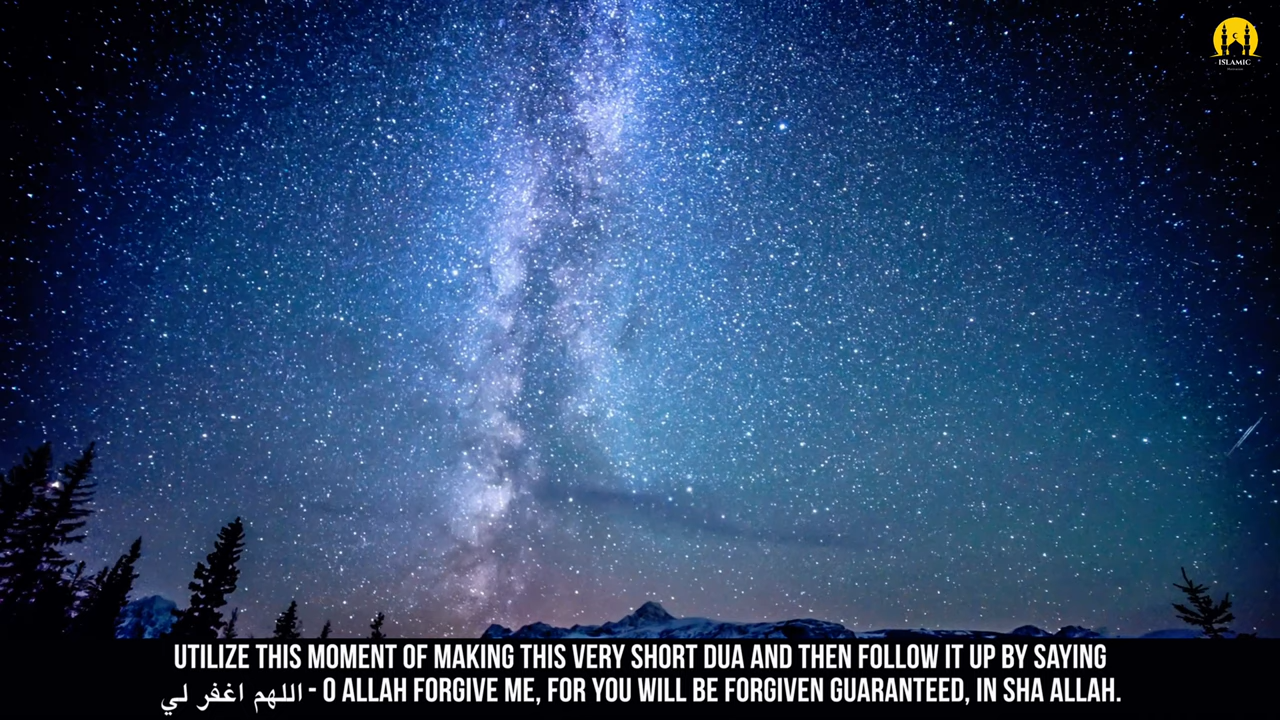 ISLAMIC
UTILIZE THIS MOMENT OF MAKING THIS VERY SHORT DUA AND THEN FOLLOW IT UP BY SAYING
اللهم اغفر لي - O ALLAH FORGIVE ME, FOR YOU WILL BE FORGIVEN GUARANTEED, IN SHA ALLAH.